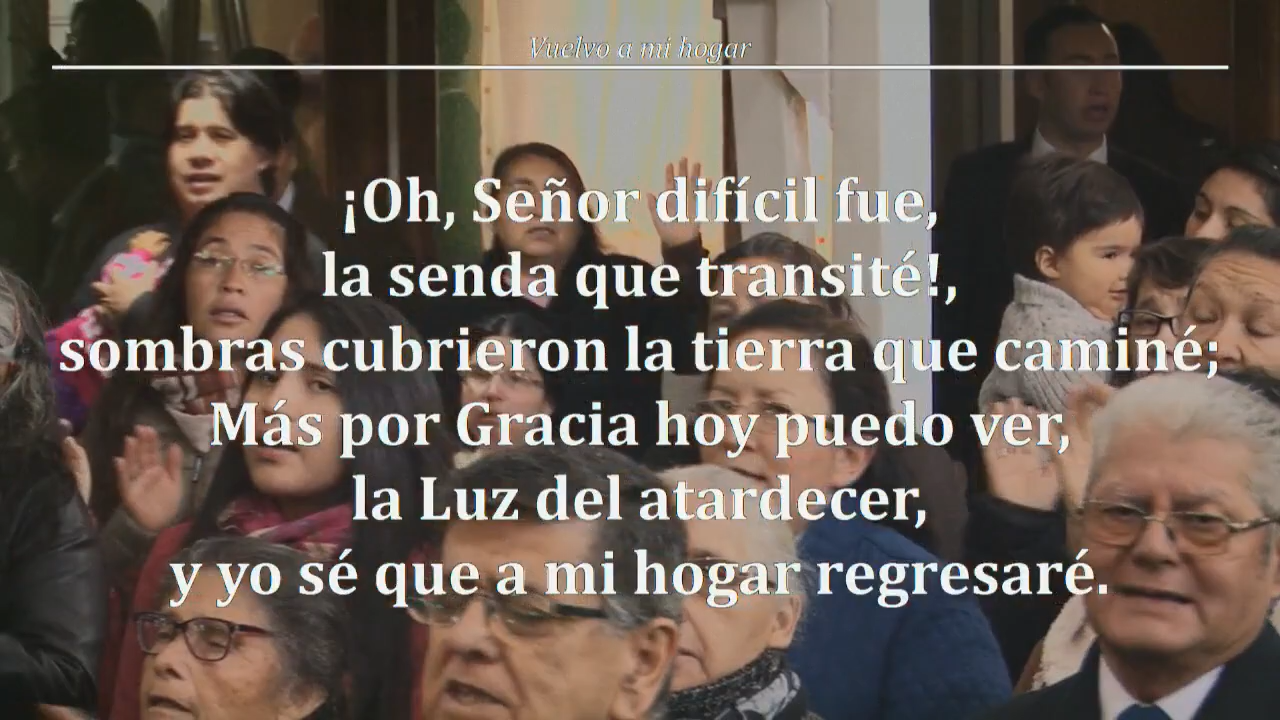 Vuelvo a mi hogar
¡Oh, Señor difícil fue,
la senda que transité!,
sombras cubrieron la tierra que caminé;
Más por Gracia hoy puedo ver,
la Luz del atardecer,
y yo sé que a mi hogar regresaré.